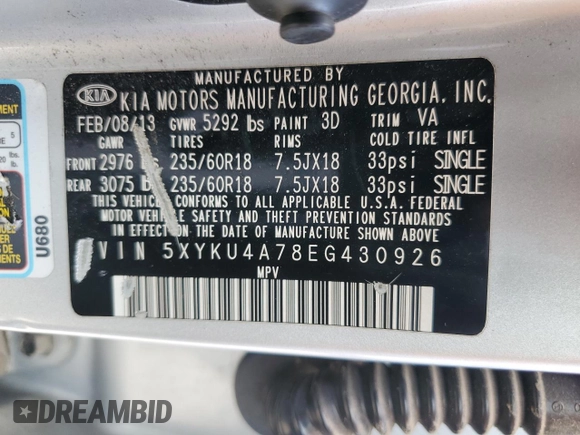 MANUFACTURED BY
KIA KIA MOTORS MANUFACTURING GEORGIA, INC.
FEB/08/13 GVWR 5292 lbs PAINT 3D TRIM VA
GAWR TIRES RIMS COLD TIRE INFL
FRONT 2976 235/60R18 7.5JX18 33psi SINGLE
REAR 3075 235/60R18 7.5JX18 33psi SINGLE
THIS VEHICLE CONFORMS TO ALL APPLICABLE U.S.A. FEDERAL
MOTOR VEHICLE SAFETY AND THEFT PREVENTION STANDARDS
IN EFFECT ON THE DATE OF MANUFACTURE SHOWN ABOVE.
VIN 5XYKU4A78EG430926
MPV
U680
5
DREAMBID